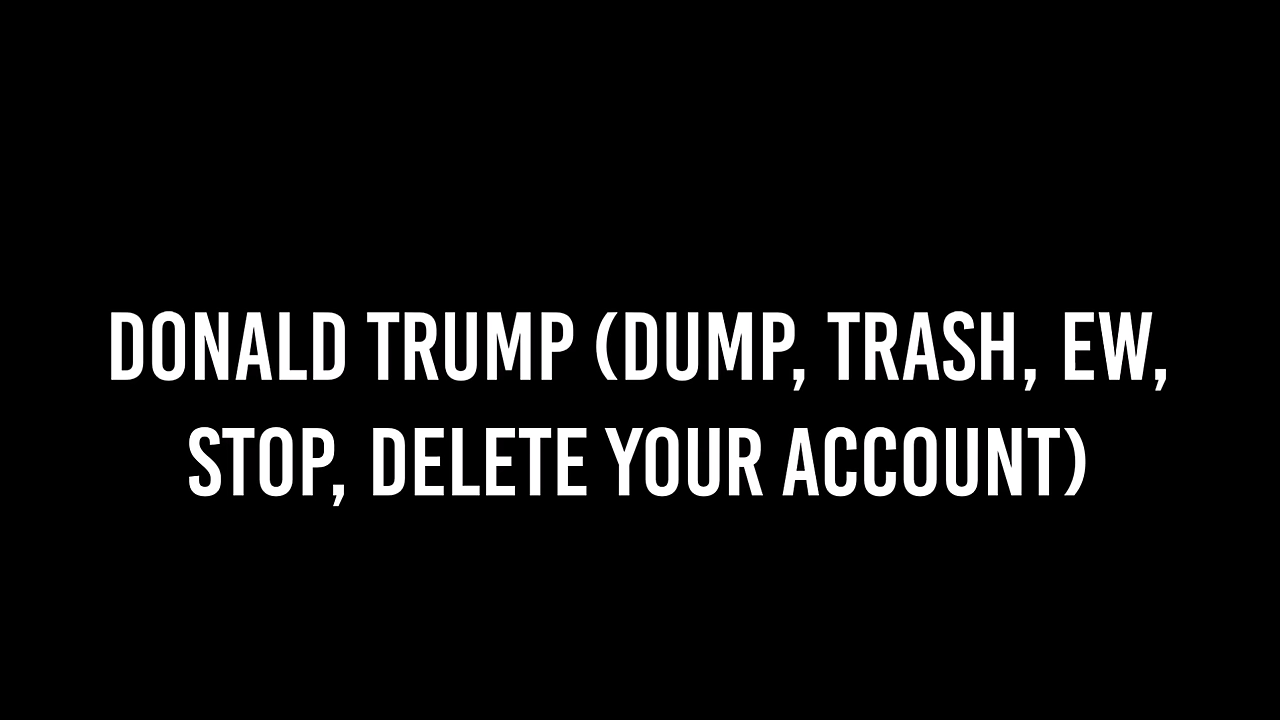 DONALD TRUMP (DUMP, TRASH, EW,
STOP, DELETE YOUR ACCOUNT)